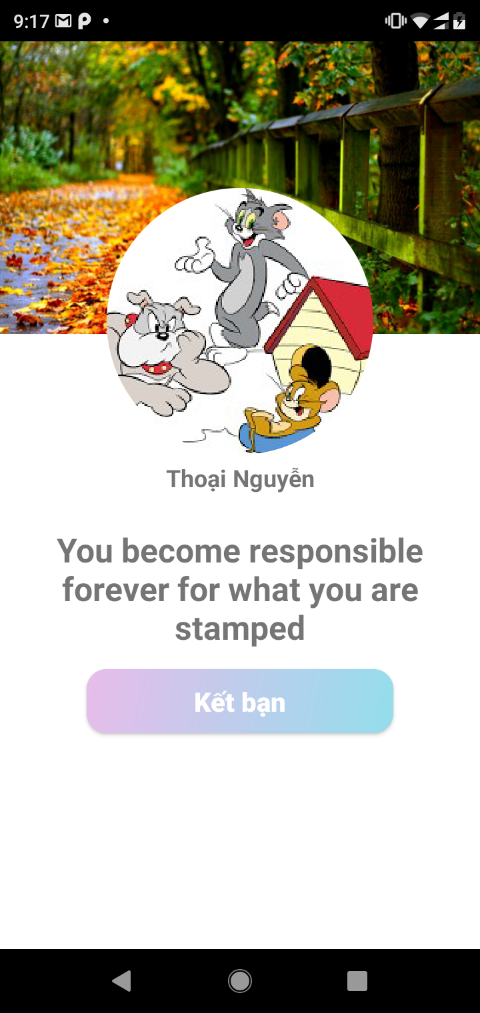 9:17
Thoại Nguyễn
You become responsible
forever for what you are
stamped
Kết bạn